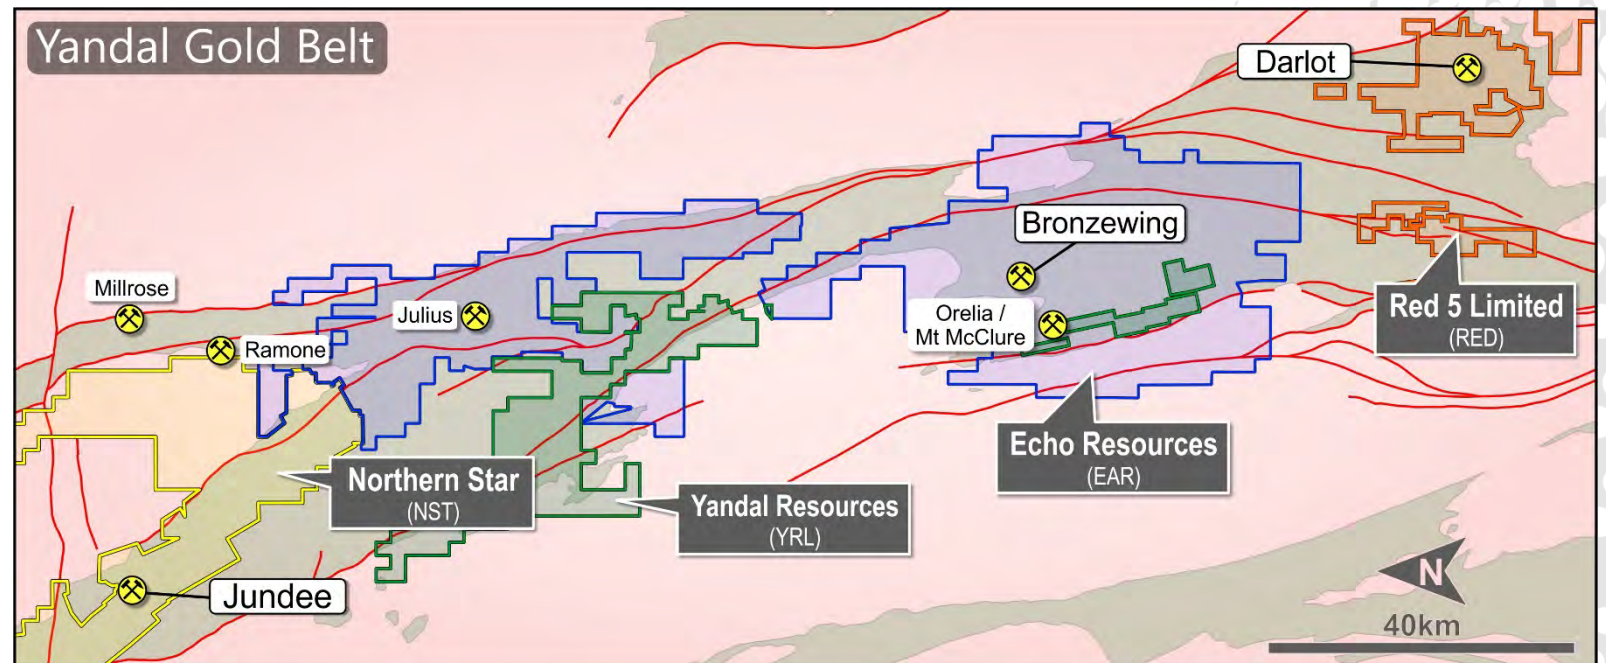 Yandal Gold Belt
Darlot
Bronzewing
Millrose
Julius
Ramone
Orelia /
Mt McClure
Red 5 Limited
(RED)
Echo Resources
(EAR)
Northern Star
(NST)
Yandal Resources
(YRL)
Jundee
N
40km